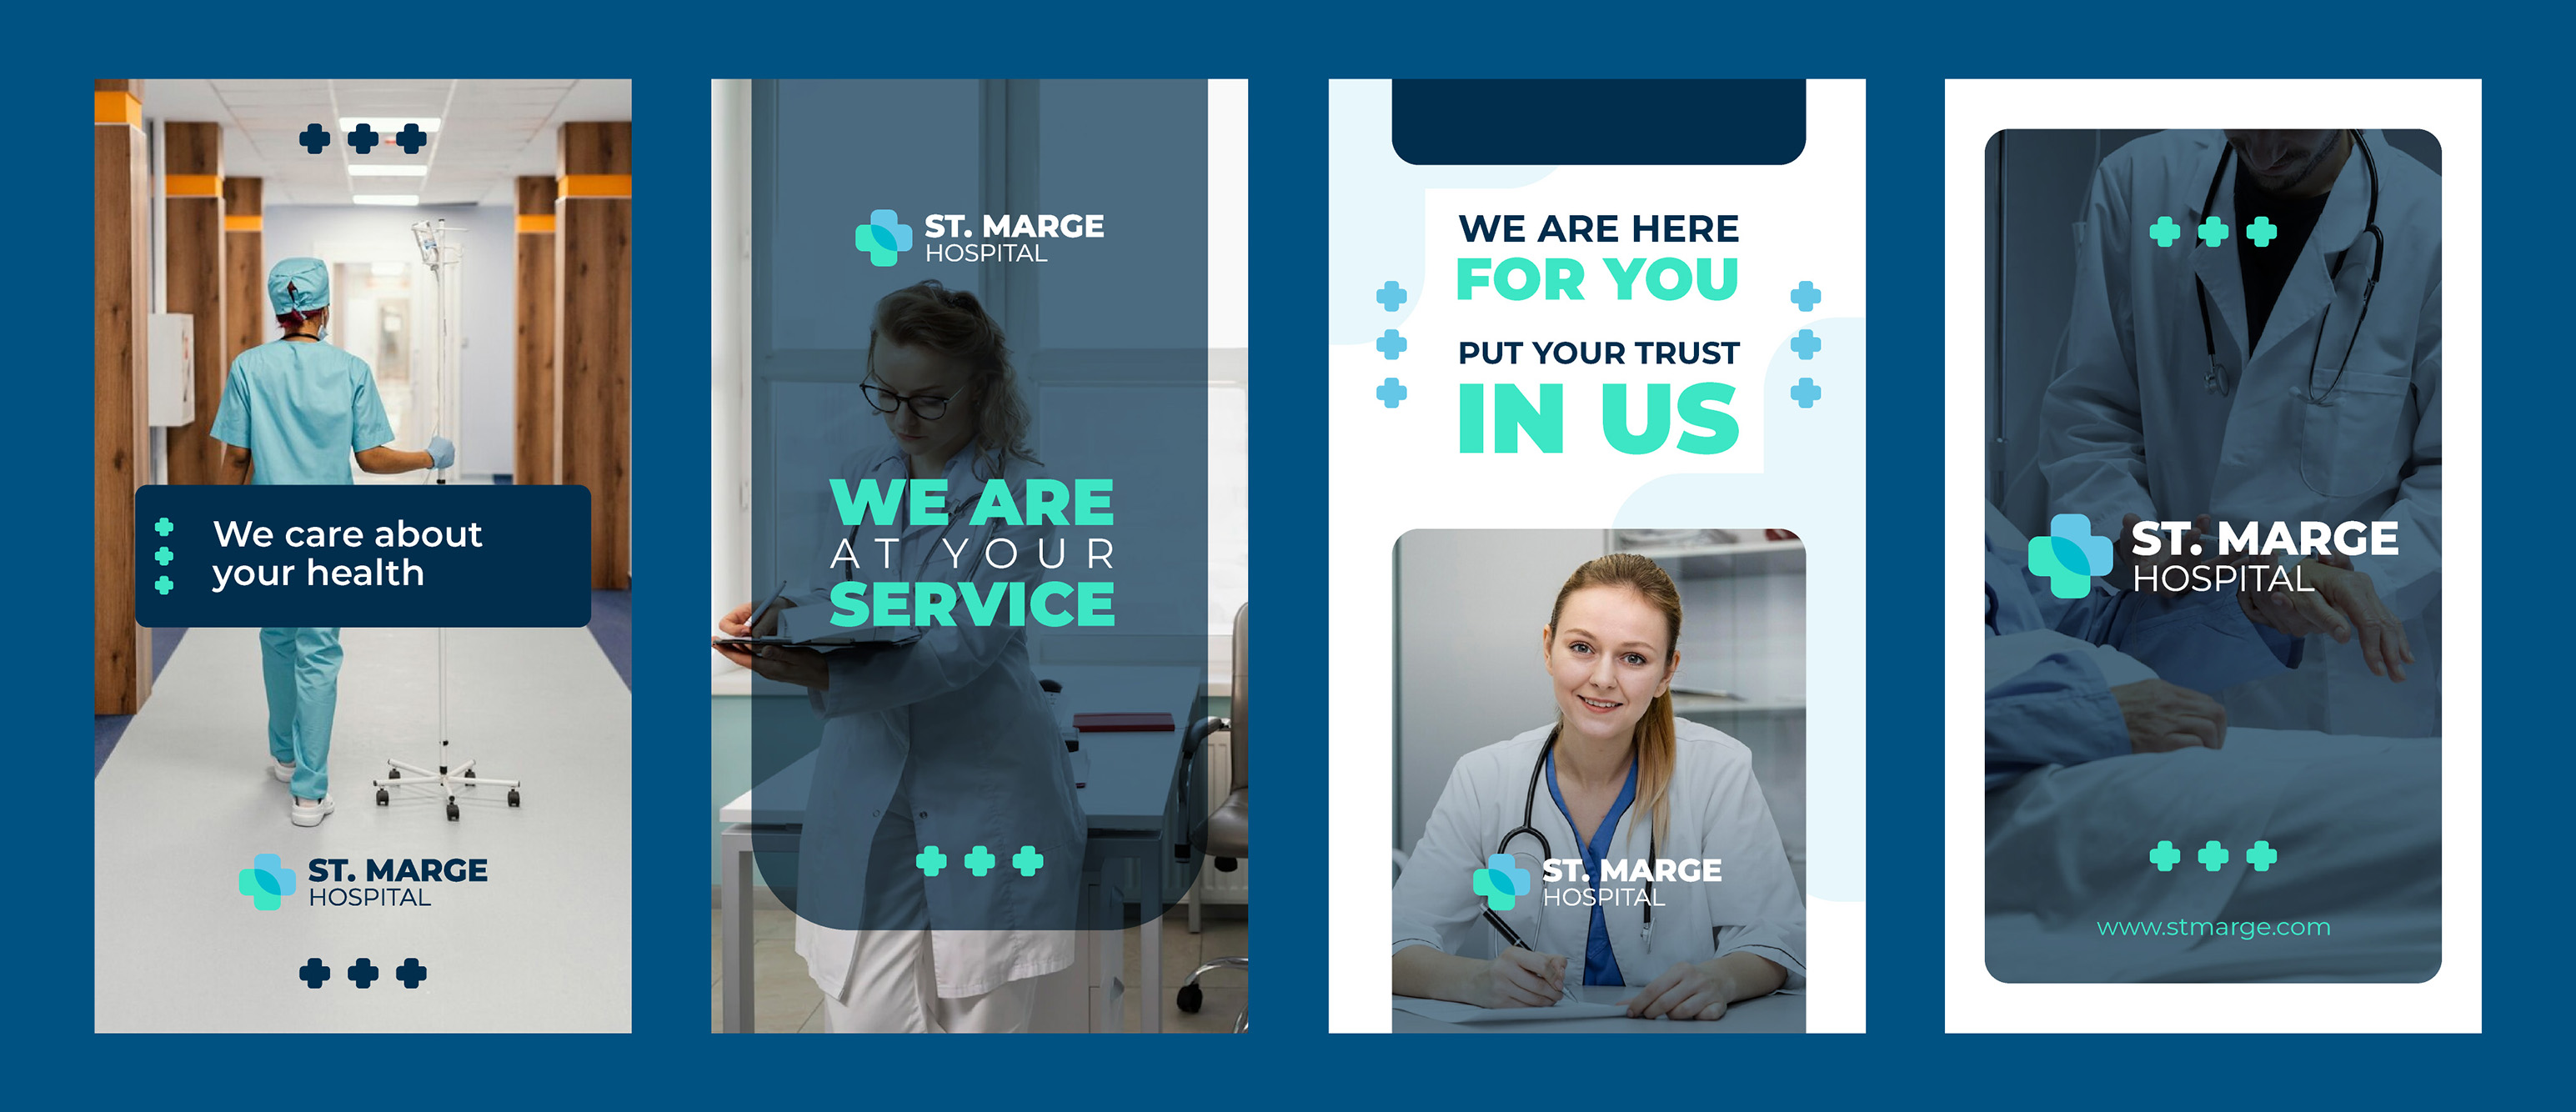 We care about
your health
ST. MARGE
HOSPITAL
ST. MARGE
HOSPITAL
WE ARE
AT YOUR
SERVICE
WE ARE HERE
FOR YOU
PUT YOUR TRUST
IN US
ST. MARGE
HOSPITAL
ST. MARGE
HOSPITAL
www.stmarge.com